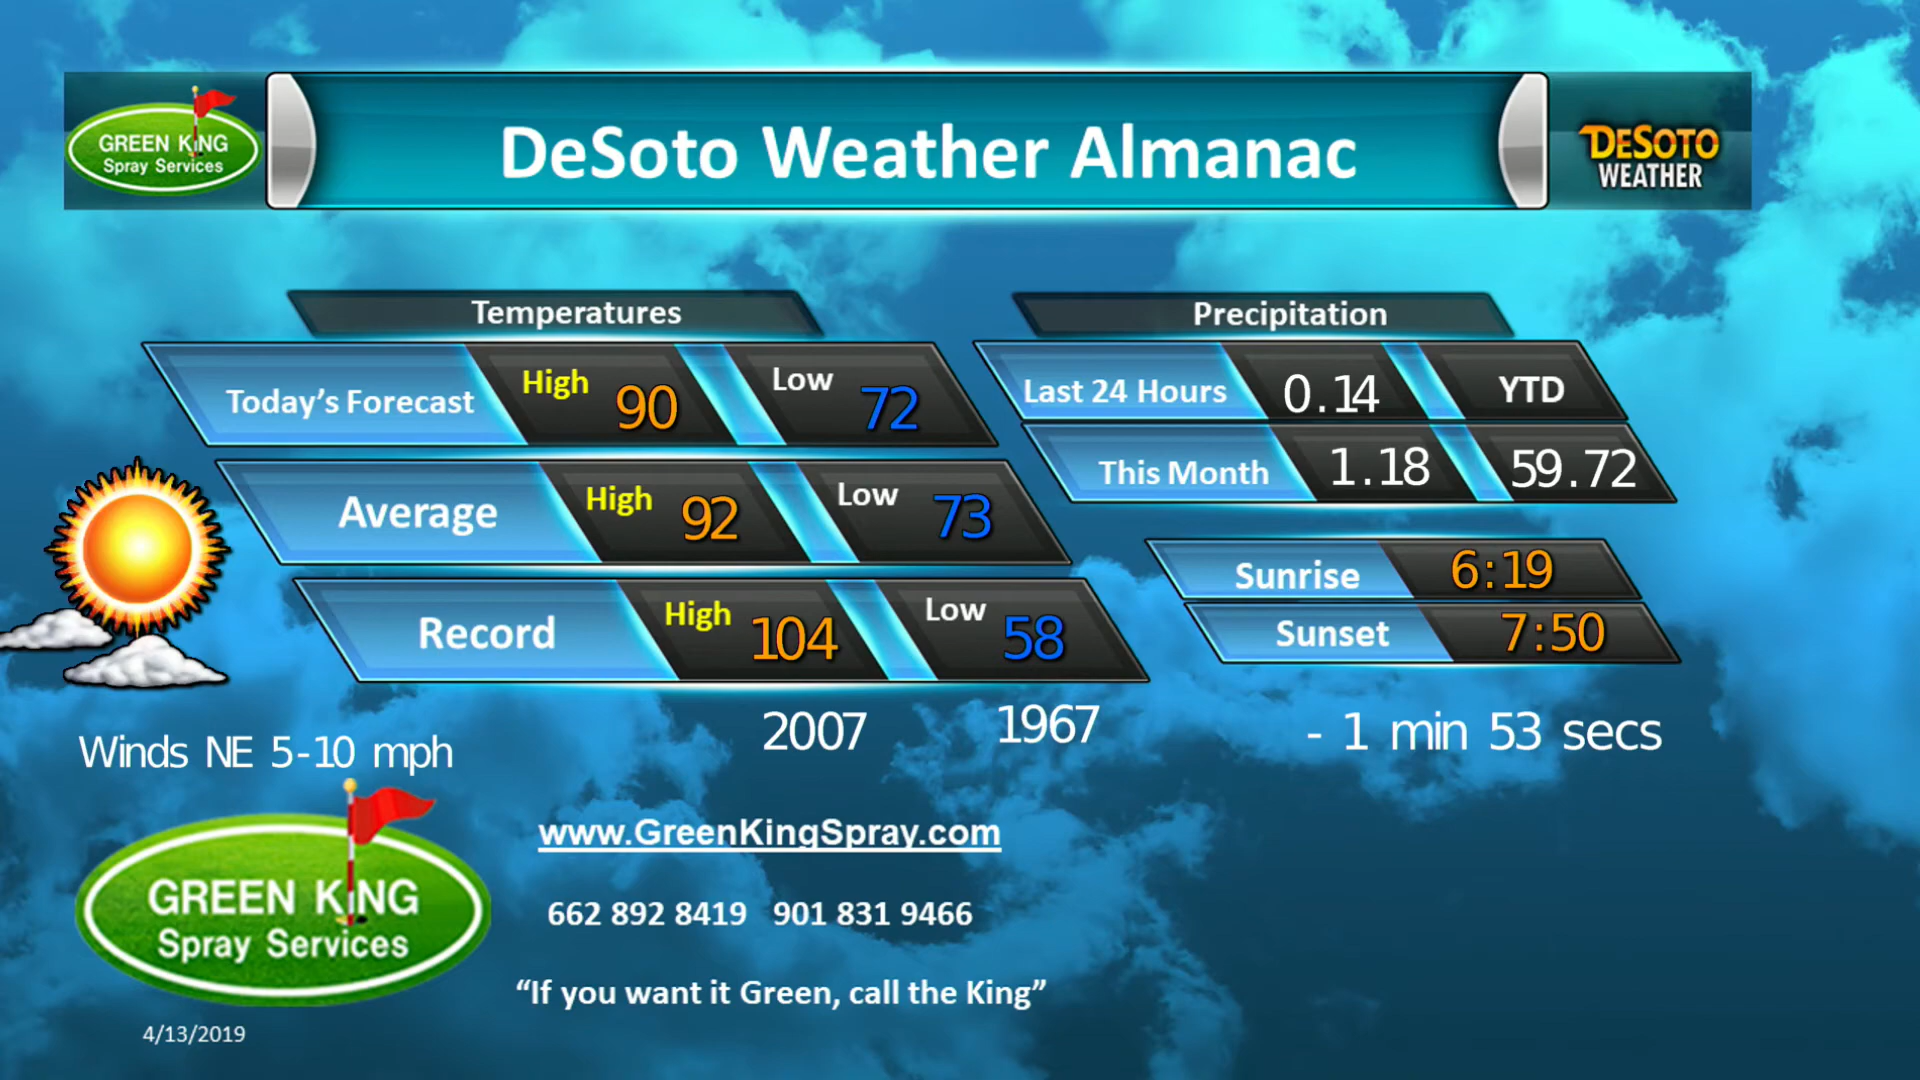 GREEN KING
Spray Services
DeSoto Weather Almanac
DESOTO
WEATHER
Temperatures
Today’s Forecast High 90 Low 72
Average High 92 Low 73
Record High 104 Low 58
2007 1967
Precipitation
Last 24 Hours 0.14 YTD
This Month 1.18 59.72
Sunrise 6:19
Sunset 7:50
- 1 min 53 secs
Winds NE 5-10 mph
GREEN KING
Spray Services
www.GreenKingSpray.com
662 892 8419 901 831 9466
“If you want it Green, call the King”
4/13/2019